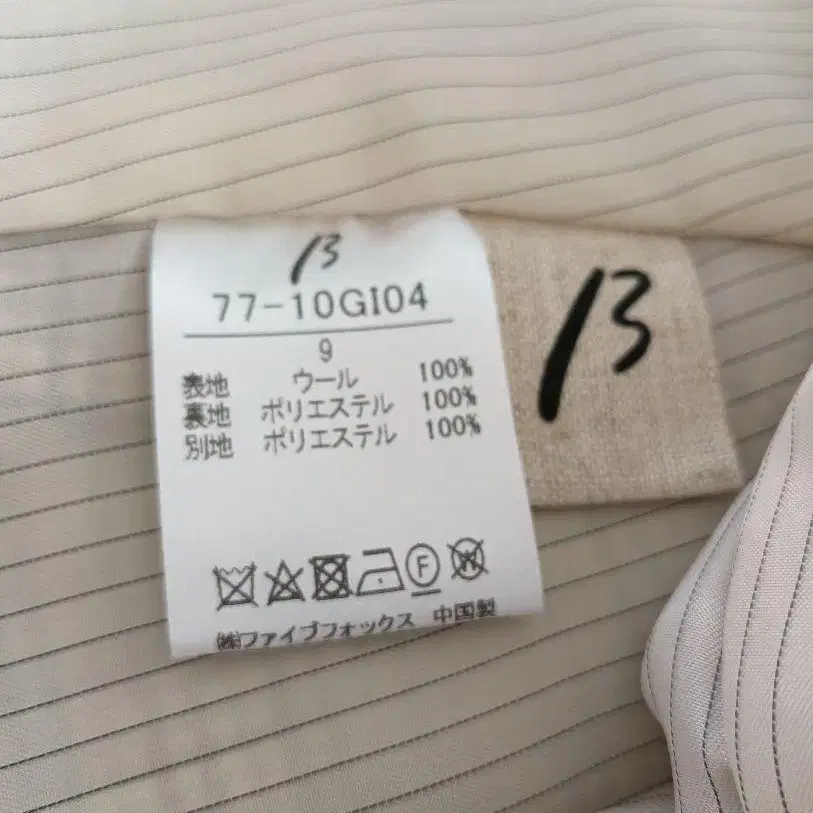 β
77-10GI04
9
表地 ウール 100%
裏地 ポリエステル 100%
別地 ポリエステル 100%
F
W
㈱ファイブフォックス 中国製
β